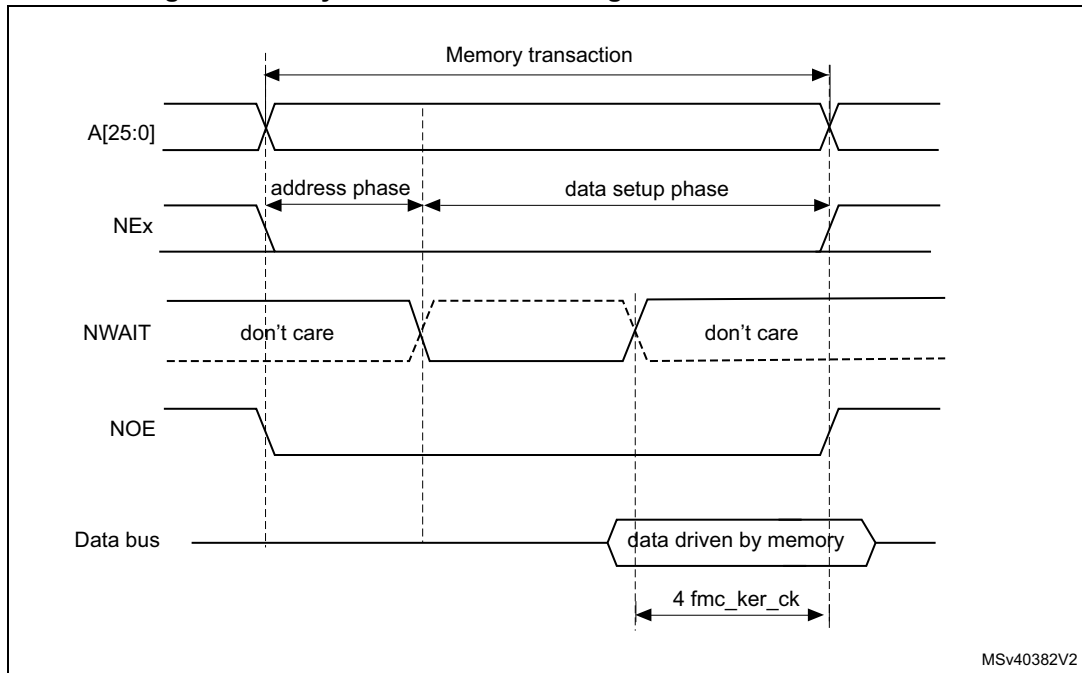 Memory transaction
A[25:0]
address phase
data setup phase
NEx
NWAIT
don't care
don't care
NOE
Data bus
data driven by memory
4 fmc_ker_ck
MSv40382V2